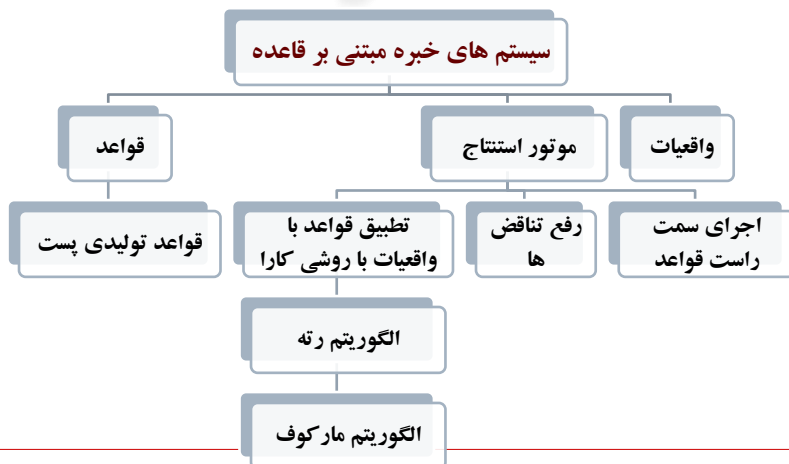 سیستم های خبره مبتنی بر قاعده
واقعیات
موتور استنتاج
قواعد
اجرای سمت
راست قواعد
رفع تناقض
ها
تطبیق قواعد با
واقعیات با روشی کارا
قواعد تولیدی پست
الگوریتم رته
الگوریتم مارکوف